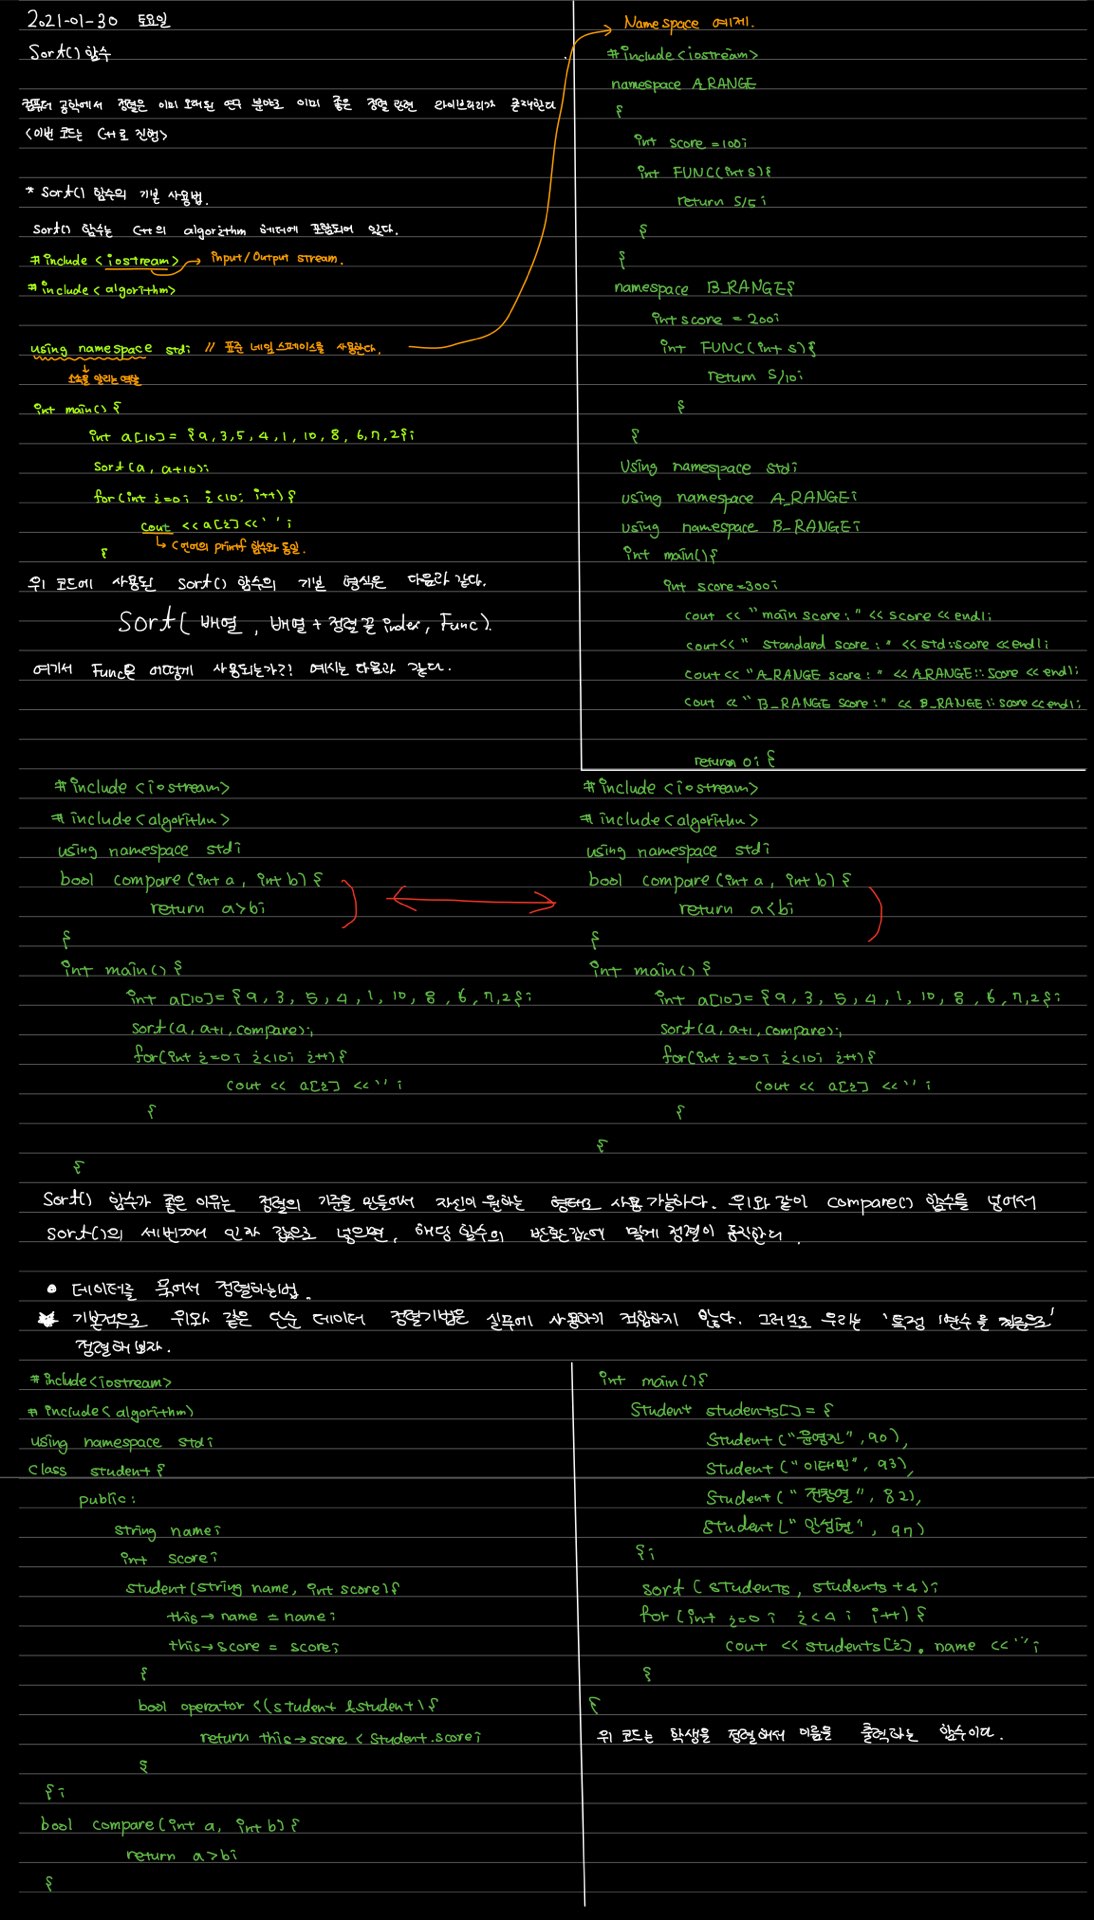 2021-01-30 토요일
Sort() 함수
컴퓨터 공학에서 정렬은 이미 오래된 연구 분야로 이미 좋은 정렬 관련 라이브러리가 존재한다
<이번 코드는 C++로 진행>
* Sort() 함수의 기본 사용법.
Sort() 함수는 C++의 algorithm 헤더에 포함되어 있다.
#include <iostream> → input/Output stream.
#include <algorithm>
using namespace std; // 표준 네임스페이스를 사용한다.
소속을 알리는 역할
int main() {
int a[10] = {9,3,5,4,1,10,8,6,7,2};
Sort(a, a+10);
for(int i=0; i<10; i++){
cout <<a[i]<<' ';
↳ C언어의 printf 함수와 동일.
}
위 코드에 사용된 Sort() 함수의 기본 형식은 다음과 같다.
Sort( 배열, 배열+정렬끝 index, Func).
여기서 Func은 어떻게 사용되는가?! 예시는 다음과 같다.
Namespace 예제.
#include<iostream>
namespace A_RANGE
{
int score =100;
int FUNC(int s){
return s/5;
}
}
namespace B_RANGE{
int score = 200;
int FUNC(int s){
return s/10;
}
}
Using namespace std;
using namespace A_RANGE;
using namespace B_RANGE;
int main(){
int score=300;
cout << "main score:" << score <<endl;
cout<< " standard score :" <<std::score <<endl;
cout<< "A_RANGE score:" << A_RANGE::score << endl;
cout <<" B_RANGE score:" << B_RANGE::score<<endl;
return 0; }
#include <iostream>
#include<algorithm>
using namespace std;
bool compare (int a, int b) {
return a>b;
}
int main() {
int a[10]={9, 3, 5, 4, 1, 10, 8, 6, 7,2};
sort(a, a+1, compare);
for(int i=0; i<10; i++){
cout << a[i] <<' ';
}
}
#include <iostream>
#include<algorithm>
using namespace std;
bool compare (int a, int b) {
return a<b;
}
int main() {
int a[10]={9, 3, 5, 4, 1, 10, 8, 6, 7,2};
sort(a, a+1, compare);
for(int i=0; i<10; i++){
cout << a[i] <<' ';
}
}
Sort() 함수가 좋은 이유는 정렬의 기준을 만들어서 자신이 원하는 형태로 사용 가능하다. 위와 같이 compare() 함수를 넣어서
Sort()의 세번째 인자 값으로 넣으면, 해당 함수의 반환값에 맞게 정렬이 동작한다.
● 데이터를 묶어서 정렬하는법.
★ 기본적으로 위와 같은 단순 데이터 정렬기법은 실무에 사용하기 적합하지 않다. 그러므로 우리는 '특정 변수를 기준으로'
정렬해보자.
#include<iostream>
#include<algorithm>
using namespace std;
class student {
public:
string name;
int score;
student(string name, int score){
this→name = name;
this→score = score;
}
bool operator <(student &student){
return this→score < student.score;
}
};
bool compare(int a, int b) {
return a>b;
}
int main(){
Student students[] = {
Student("윤영진",90),
Student("이태민", 93),
Student("전창열", 82),
student(" 안성현", 97)
};
sort ( students, students +4);
for (int i=0; i<4; i++) {
cout <<students[i].name <<' ';
}
}
위 코드는 학생을 정렬해서 이름을 출력하는 함수이다.